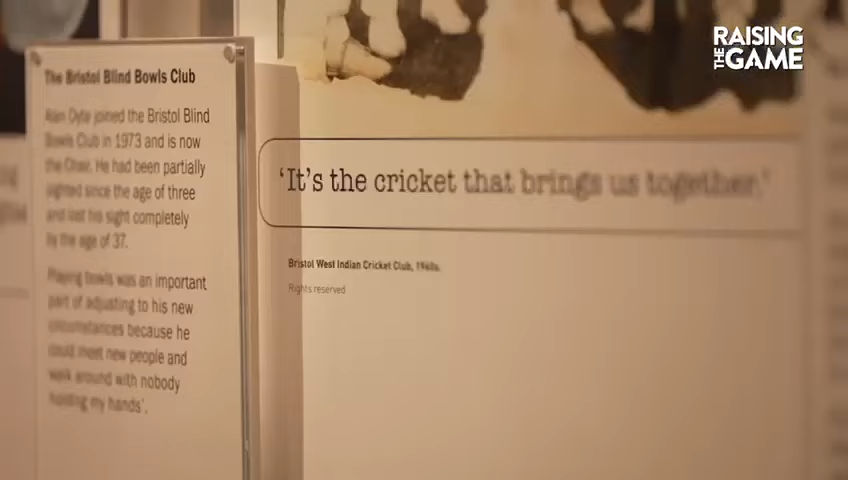 The Bristol Blind Bowls Club
Alan Dyte joined the Bristol Blind
Bowls Club in 1973 and is now
the Chair. He had been partially
sighted since the age of three
and lost his sight completely
by the age of 37.
Playing bowls was an important
part of adjusting to his new
circumstances because he
could meet new people and
walk around with nobody
holding my hands'.
'It's the cricket that brings us together.'
Bristol West Indian Cricket Club, 1960s.
Rights reserved
RAISING
THE GAME